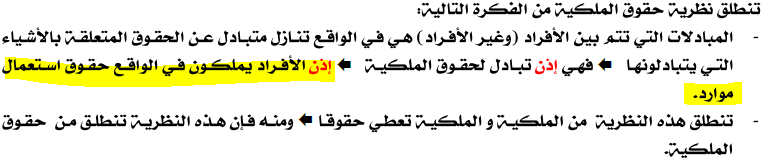 تنطلق نظرية حقوق الملكية من الفكرة التالية:
- المبادلات التي تتم بين الأفراد (وغير الأفراد) هي في الواقع تنازل متبادل عن الحقوق المتعلقة بالأشياء
التي يتبادلونها 🡸 فهي إذن تبادل لحقوق الملكية 🡸 إذن الأفراد يملكون في الواقع حقوق استعمال
موارد.
- تنطلق هذه النظرية من الملكية و الملكية تعطي حقوقا 🡸 ومنه فإن هذه النظرية تنطلق من حقوق
الملكية.